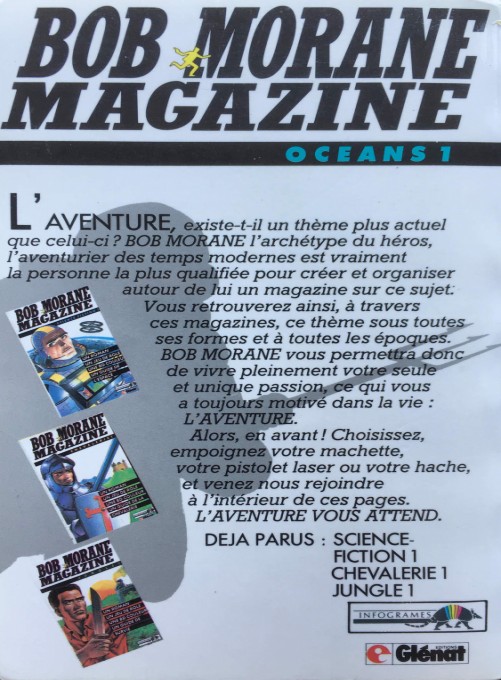 BOB MORANE
MAGAZINE
OCEANS 1
L'AVENTURE, existe-t-il un thème plus actuel
que celui-ci ? BOB MORANE l'archétype du héros,
l'aventurier des temps modernes est vraiment
la personne la plus qualifiée pour créer et organiser
autour de lui un magazine sur ce sujet.
Vous retrouverez ainsi, à travers
ces magazines, ce thème sous toutes
ses formes et à toutes les époques.
BOB MORANE vous permettra donc
de vivre pleinement votre seule
et unique passion, ce qui vous
a toujours motivé dans la vie :
L'AVENTURE.
Alors, en avant ! Choisissez,
empoignez votre machette,
votre pistolet laser ou votre hache,
et venez nous rejoindre
à l'intérieur de ces pages.
L'AVENTURE VOUS ATTEND.
DEJA PARUS : SCIENCE-
FICTION 1
CHEVALERIE 1
JUNGLE 1
BOB MORANE
MAGAZINE
BOB MORANE
MAGAZINE
BOB MORANE
MAGAZINE
INFOGRAMES
EDITIONS
Glénat